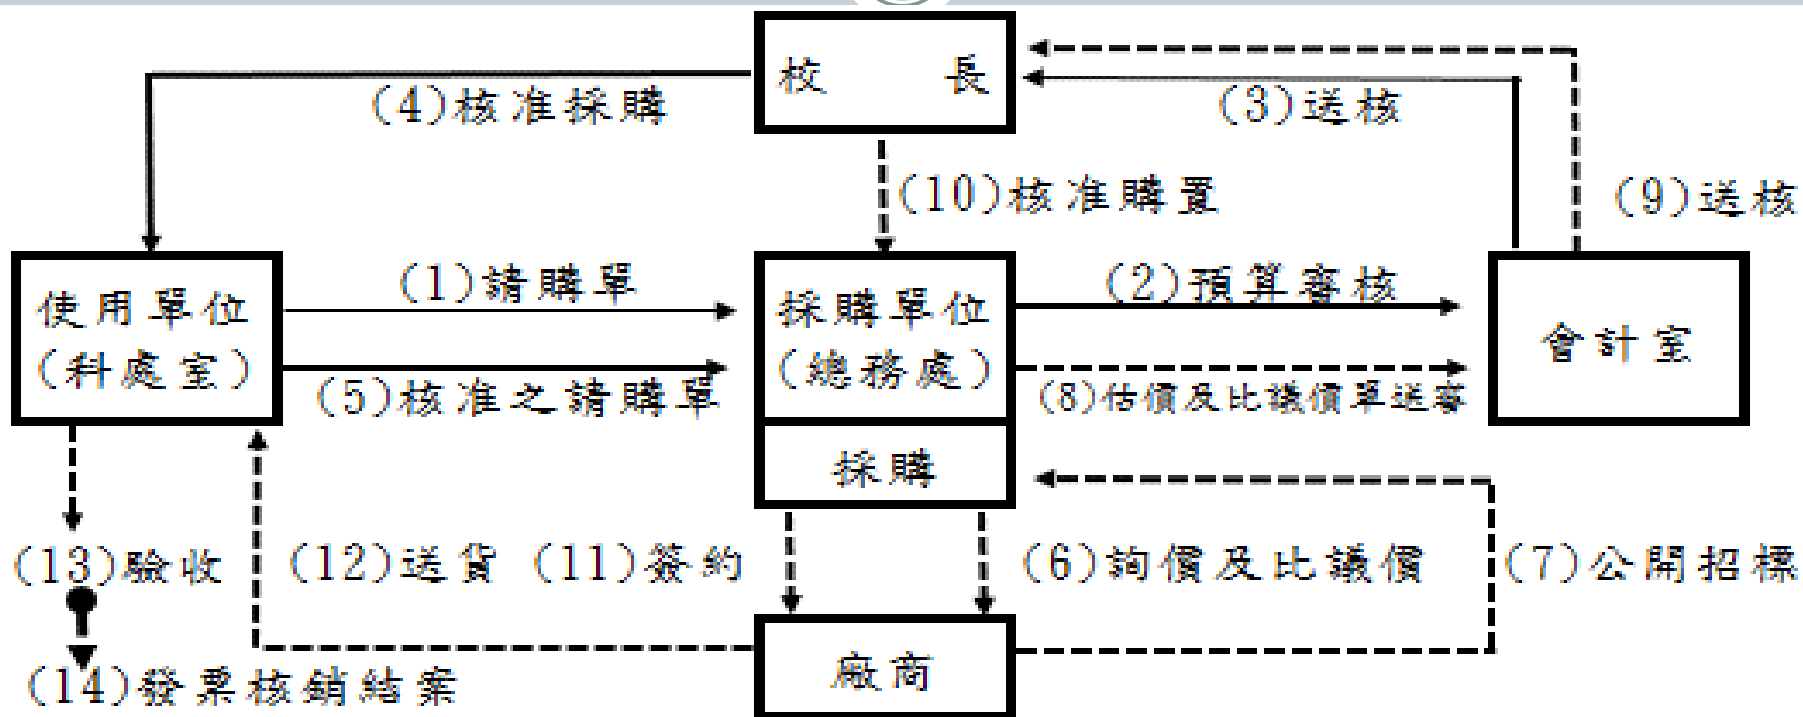 校 長
(4)核准採購
(3)送核
(10)核准購置
(9)送核
(1)請購單
(2)預算審核
使用單位
(科處室)
採購單位
(總務處)
會計室
(5)核准之請購單
(8)估價及比議價單送審
採購
(13)驗收
(12)送貨
(11)簽約
(6)詢價及比議價
(7)公開招標
(14)發票核銷結案
廠商